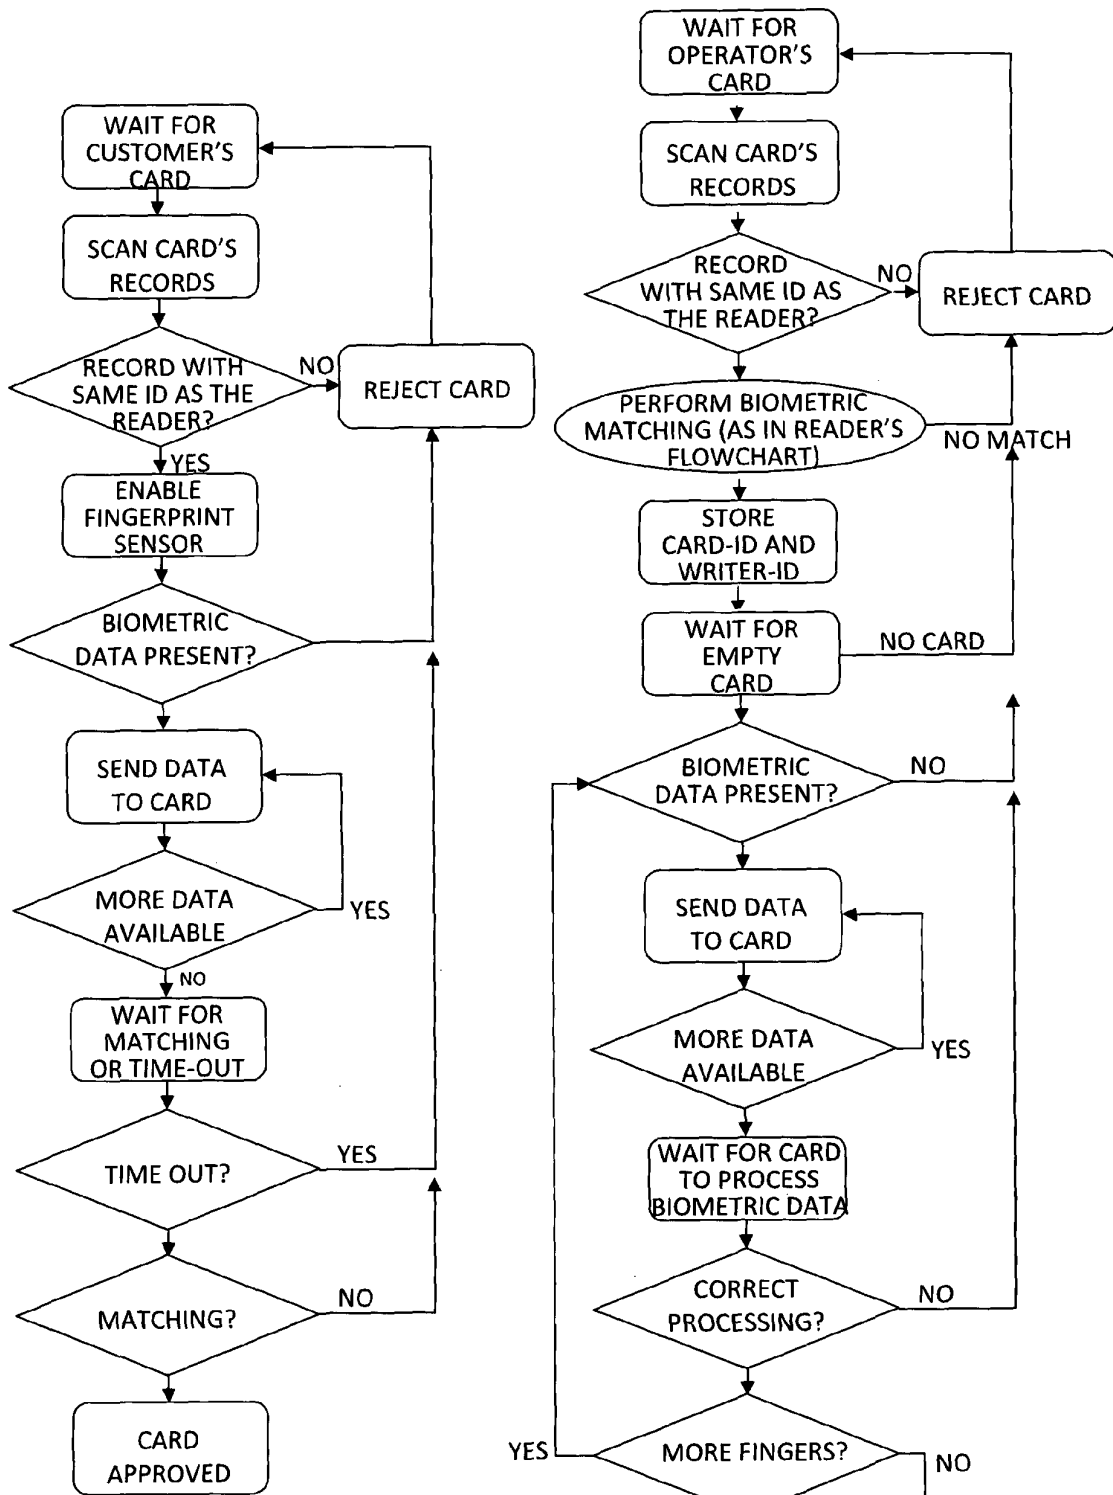 WAIT FOR
CUSTOMER'S
CARD
SCAN CARD'S
RECORDS
RECORD WITH
SAME ID AS THE
READER?
NO
REJECT CARD
YES
ENABLE
FINGERPRINT
SENSOR
BIOMETRIC
DATA PRESENT?
SEND DATA
TO CARD
MORE DATA
AVAILABLE
YES
NO
WAIT FOR
MATCHING
OR TIME-OUT
TIME OUT?
YES
MATCHING?
NO
CARD
APPROVED
WAIT FOR
OPERATOR'S
CARD
SCAN CARD'S
RECORDS
RECORD
WITH SAME ID AS
THE READER?
NO
REJECT CARD
PERFORM BIOMETRIC
MATCHING (AS IN READER'S
FLOWCHART)
NO MATCH
STORE
CARD-ID AND
WRITER-ID
WAIT FOR
EMPTY
CARD
NO CARD
BIOMETRIC
DATA PRESENT?
NO
SEND DATA
TO CARD
MORE DATA
AVAILABLE
YES
WAIT FOR CARD
TO PROCESS
BIOMETRIC DATA
CORRECT
PROCESSING?
NO
MORE FINGERS?
YES
NO